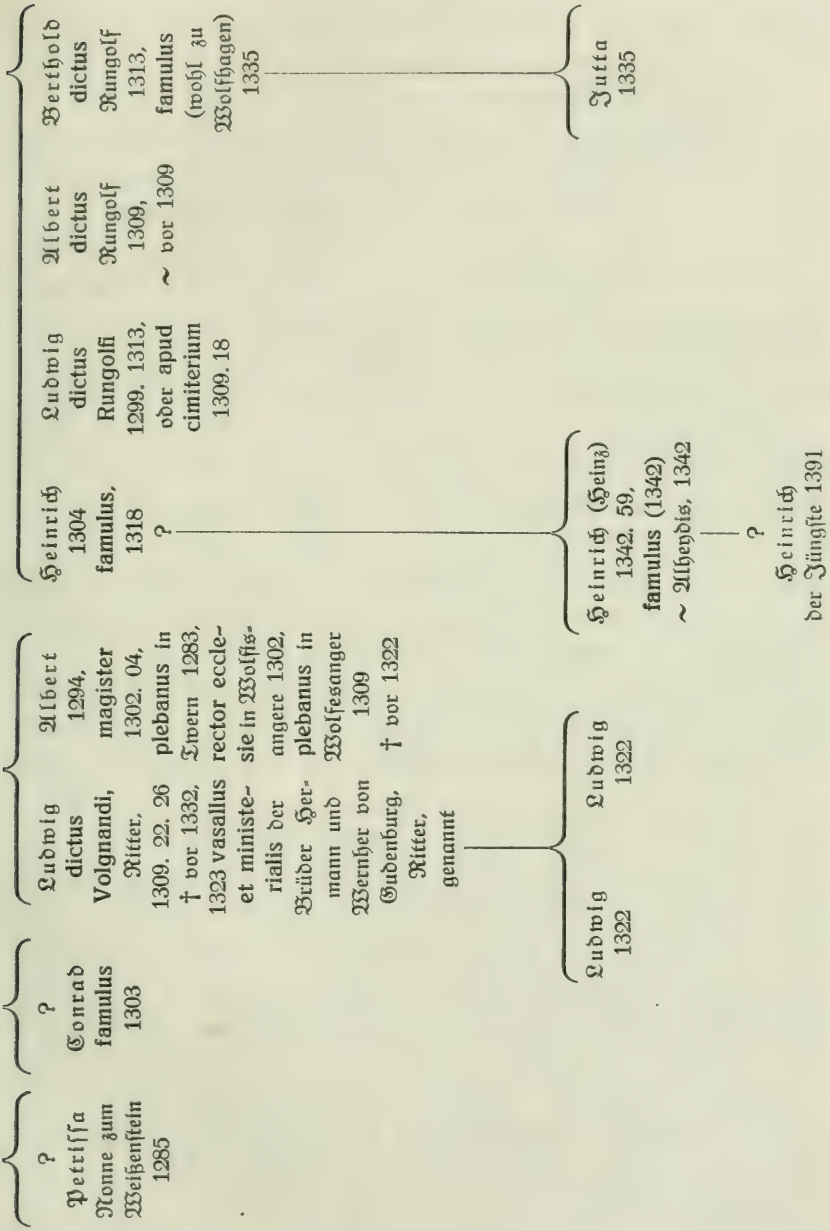 ?
Petrissa
Nonne zum
Weißenstein
1285
?
Conrad
famulus
1303
Ludwig
dictus
Volgnandi,
Ritter,
1309. 22. 26
† vor 1332,
1323 vasallus
et ministe-
rialis der
Brüder Her-
mann und
Wernher von
Gudenburg,
Ritter,
genannt
Albert
1294,
magister
1302. 04,
plebanus in
Twern 1283,
rector eccle-
sie in Wolfis-
angere 1302,
plebanus in
Wolfesanger
1309
† vor 1322
Heinrich
1304
famulus,
1318
?
Ludwig
dictus
Rungolfi
1299. 1313,
oder apud
cimiterium
1309. 18
Albert
dictus
Rungolf
1309,
~ vor 1309
Berthold
dictus
Rungolf
1313,
famulus
(wohl zu
Wolfhagen)
1335
Ludwig
1322
Ludwig
1322
Heinrich (Heinz)
1342. 59,
famulus (1342)
~ Alheydis, 1342
?
Heinrich
der Jüngste 1391
Jutta
1335